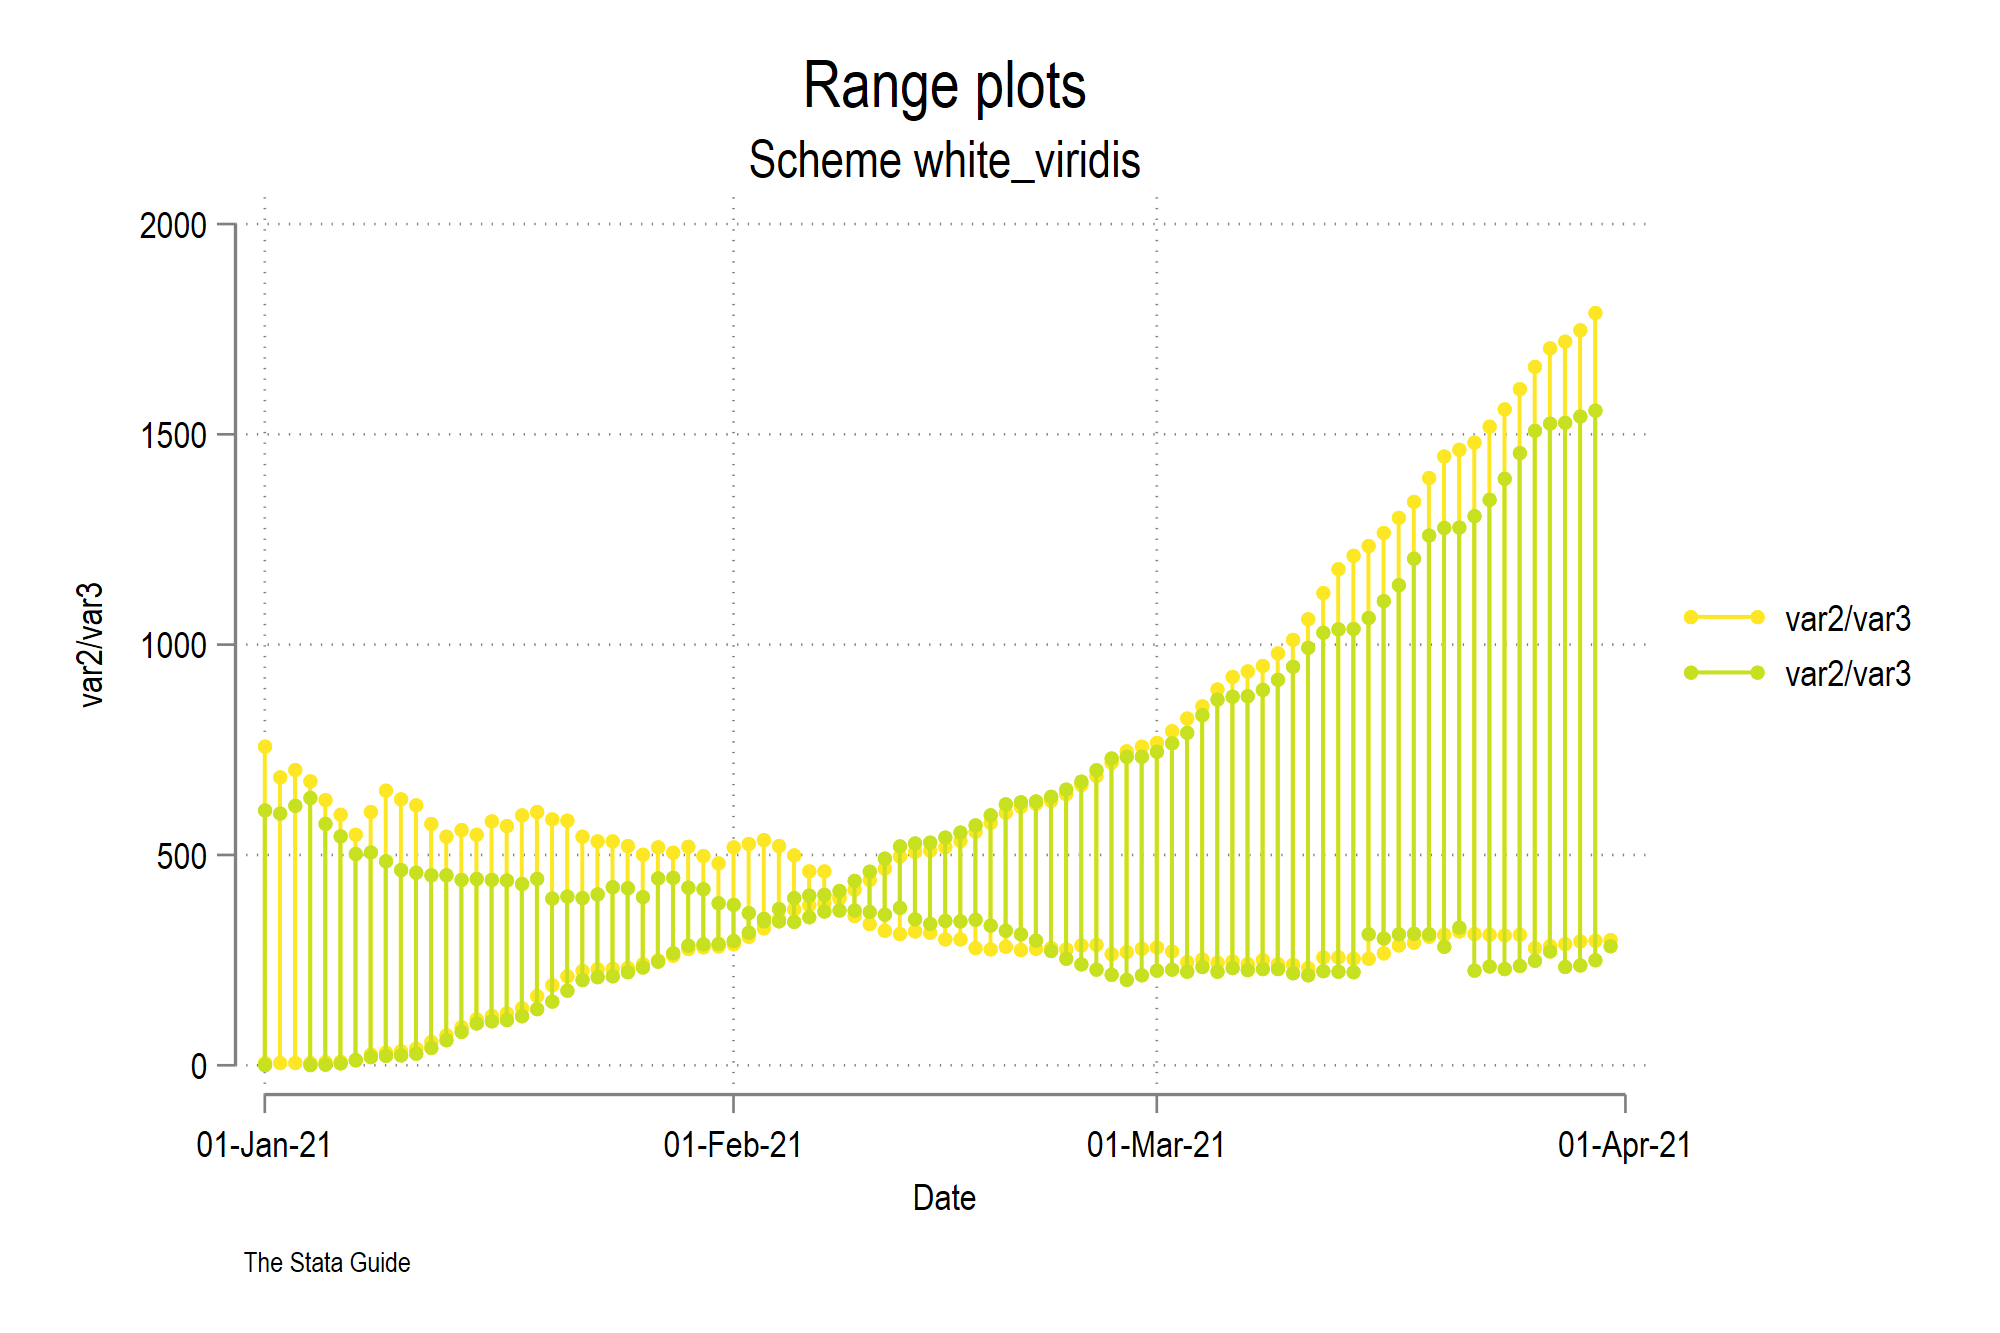 Range plots
Scheme white_viridis
2000
1500
1000
500
0
var2/var3
01-Jan-21
01-Feb-21
01-Mar-21
01-Apr-21
Date
var2/var3
var2/var3
The Stata Guide